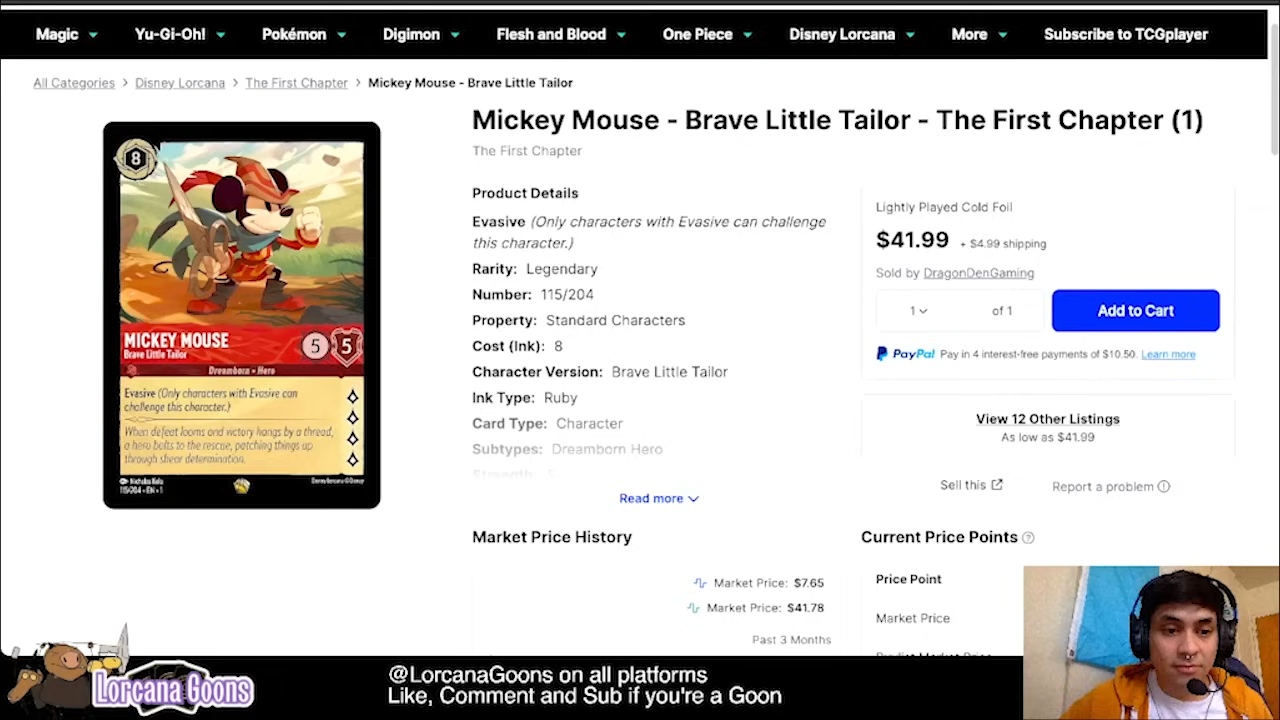 Magic Yu-Gi-Oh! Pokémon Digimon Flesh and Blood One Piece Disney Lorcana More Subscribe to TCGplayer
All Categories > Disney Lorcana > The First Chapter > Mickey Mouse - Brave Little Tailor
8
MICKEY MOUSE
Brave Little Tailor
5 5
Dreamborn • Hero
Evasive (Only characters with Evasive can
challenge this character.)
When defeat looms and victory hangs by a thread,
a hero bolts to the rescue, patching things up
through shear determination.
115/204 • EN • 1
Mickey Mouse - Brave Little Tailor - The First Chapter (1)
The First Chapter
Product Details
Evasive (Only characters with Evasive can challenge
this character.)
Rarity: Legendary
Number: 115/204
Property: Standard Characters
Cost (Ink): 8
Character Version: Brave Little Tailor
Ink Type: Ruby
Card Type: Character
Subtypes: Dreamborn Hero
Read more
Lightly Played Cold Foil
$41.99 + $4.99 shipping
Sold by DragonDenGaming
1 of 1
Add to Cart
PayPal Pay in 4 interest-free payments of $10.50. Learn more
View 12 Other Listings
As low as $41.99
Sell this
Report a problem
Market Price History
Market Price: $7.65
Market Price: $41.78
Past 3 Months
Current Price Points
Price Point
Market Price
Lorcana Goons
@LorcanaGoons on all platforms
Like, Comment and Sub if you're a Goon